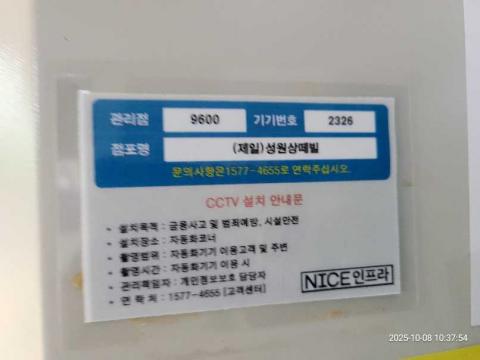 관리점 9600 기기번호 2326
점포명 (제일)성원상떼빌
문의사항은1577-4655로 연락주십시오.
CCTV 설치 안내문
• 설치목적 : 금융사고 및 범죄예방, 시설안전
• 설치장소 : 자동화코너
• 촬영범위 : 자동화기기 이용고객 및 주변
• 촬영시간 : 자동화기기 이용 시
• 관리책임자 : 개인정보보호 담당자
• 연 락 처 : 1577-4655 [고객센터]
NICE인프라
2025-10-08 10:37:54